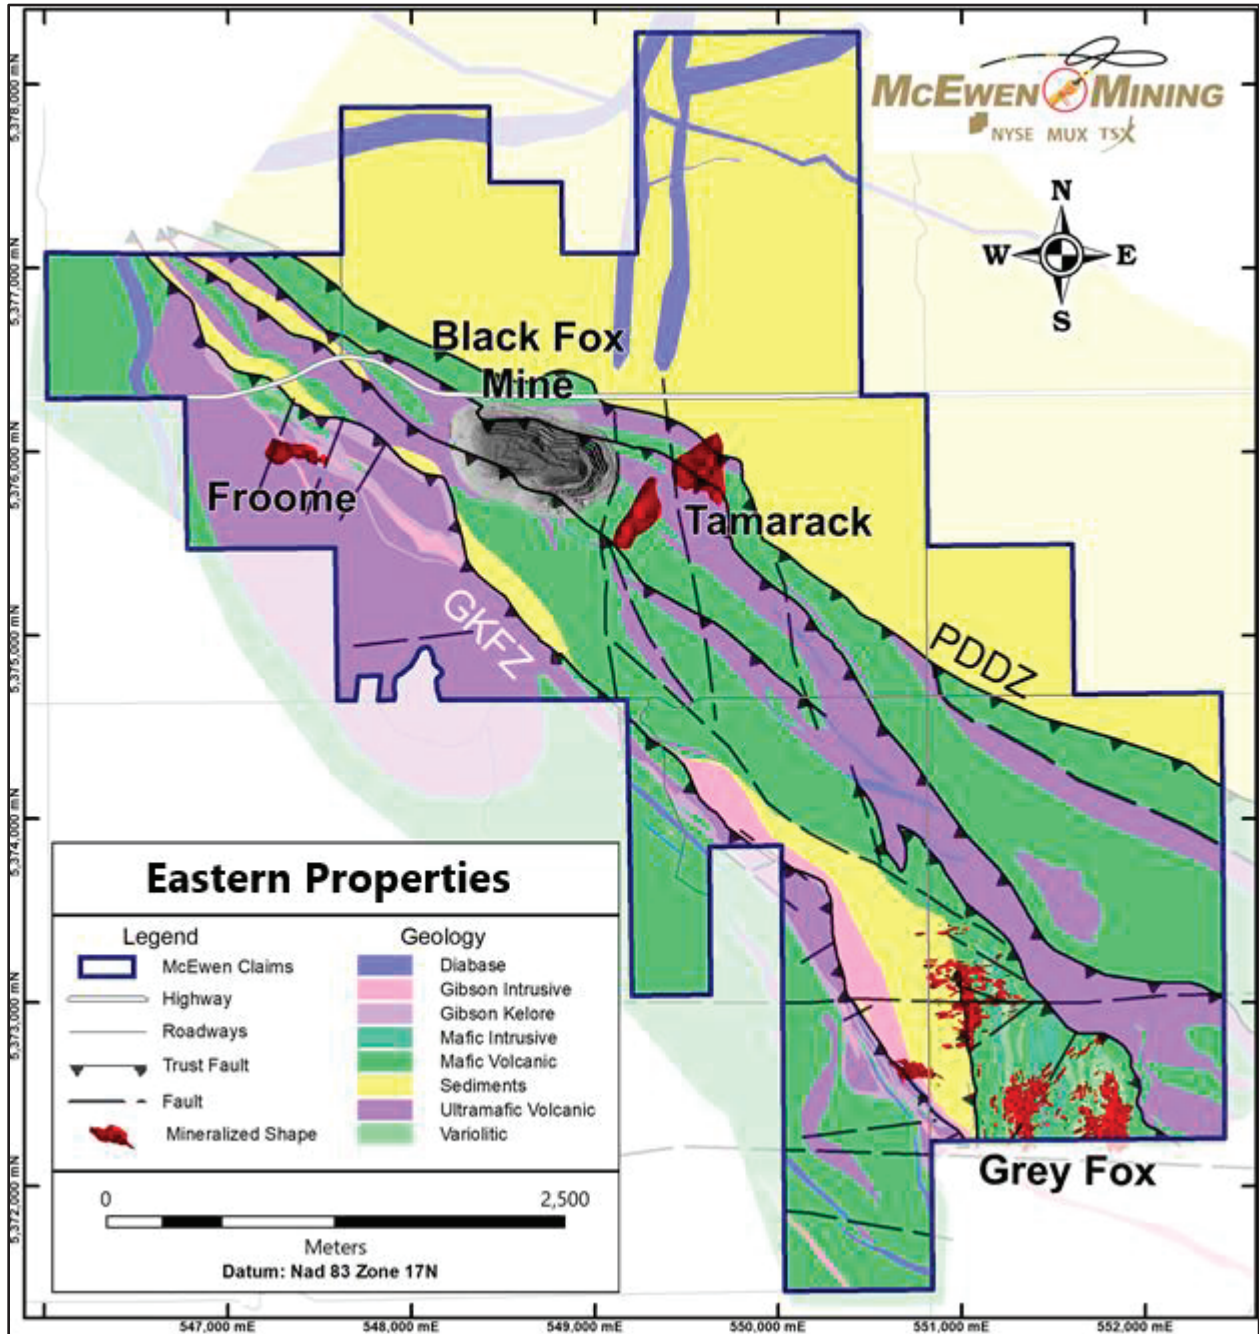 McEWEN MINING
NYSE MUX TSX
N
W E
S
5,378,000 mN
5,377,000 mN
5,376,000 mN
5,375,000 mN
5,374,000 mN
5,373,000 mN
5,372,000 mN
Black Fox
Mine
Froome
Tamarack
GKFZ
PDDZ
Grey Fox
Eastern Properties
Legend
McEwen Claims
Highway
Roadways
Trust Fault
Fault
Mineralized Shape
Geology
Diabase
Gibson Intrusive
Gibson Kelore
Mafic Intrusive
Mafic Volcanic
Sediments
Ultramafic Volcanic
Variolitic
0 2,500
Meters
Datum: Nad 83 Zone 17N
547,000 mE 548,000 mE 549,000 mE 550,000 mE 551,000 mE 552,000 mE